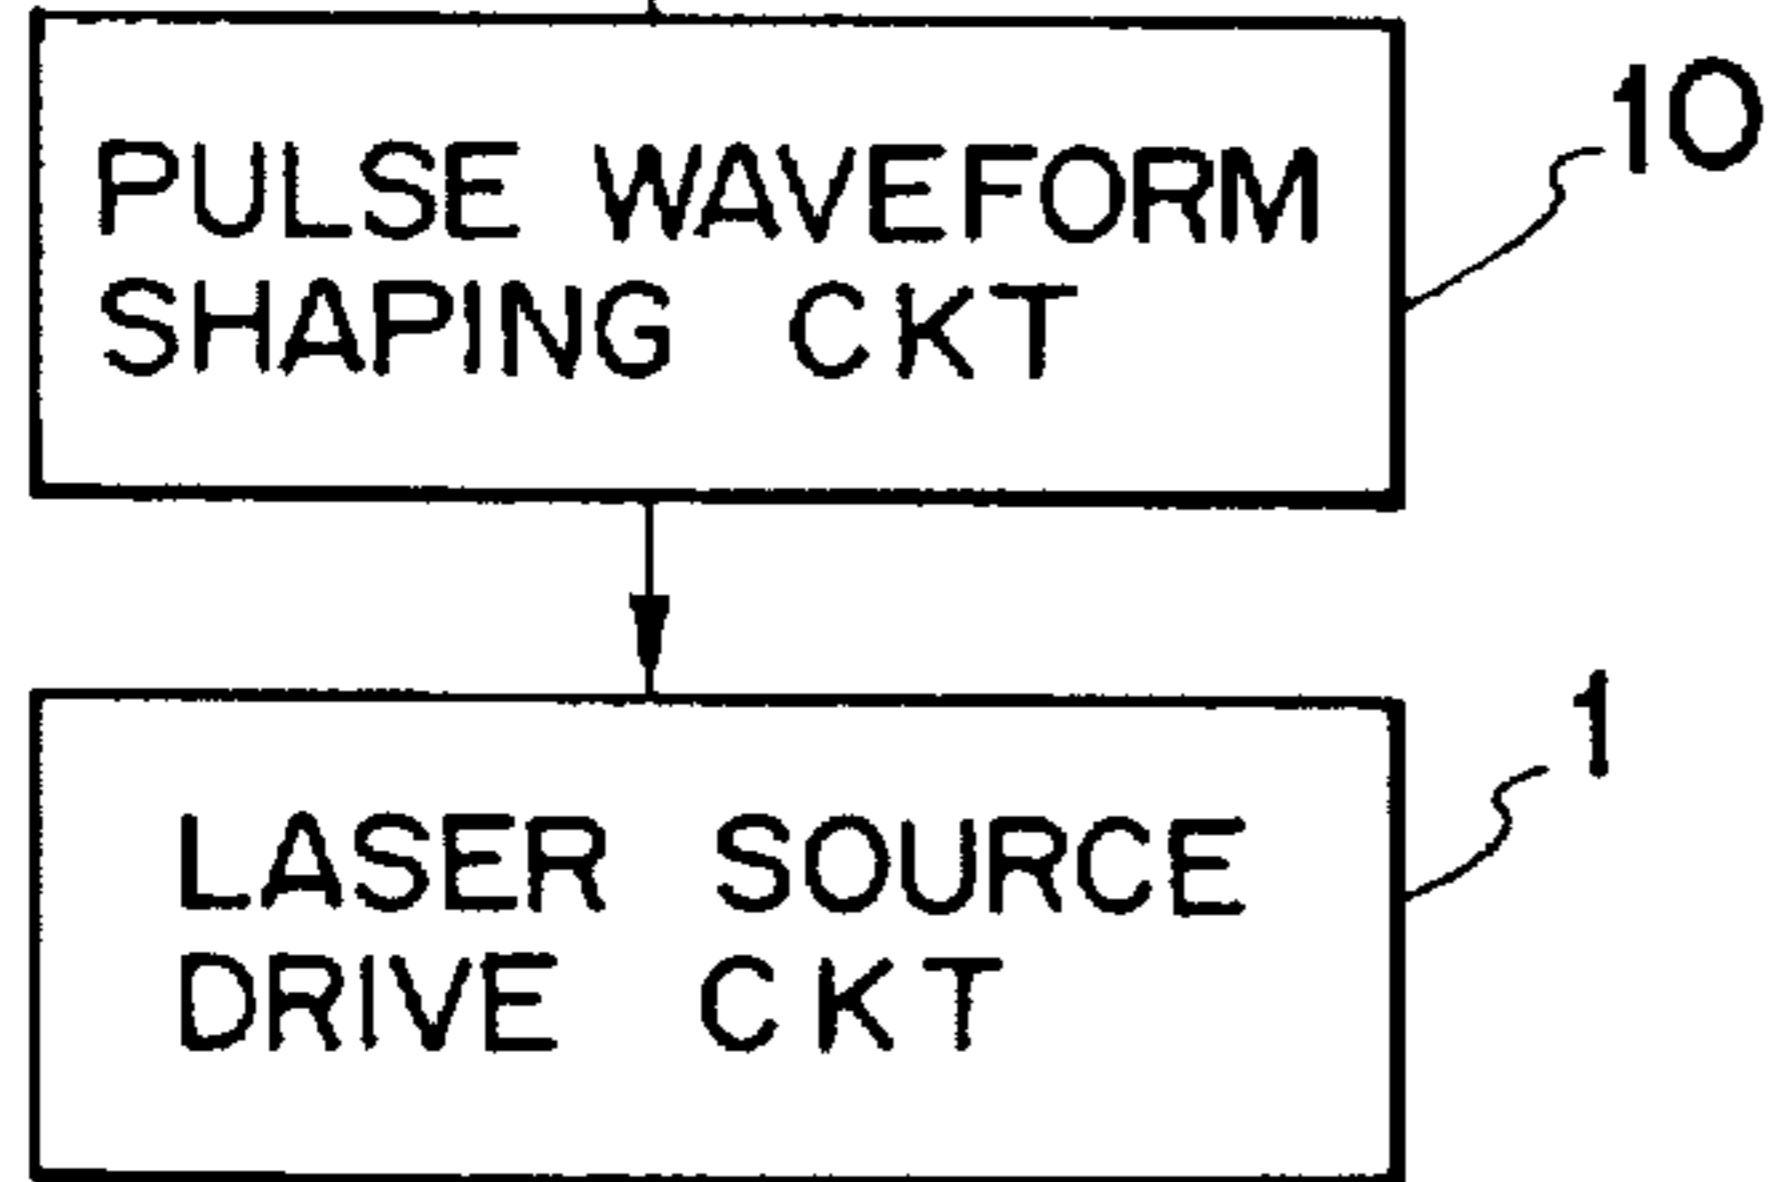 PULSE WAVEFORM
SHAPING CKT
10
LASER SOURCE
DRIVE CKT
1